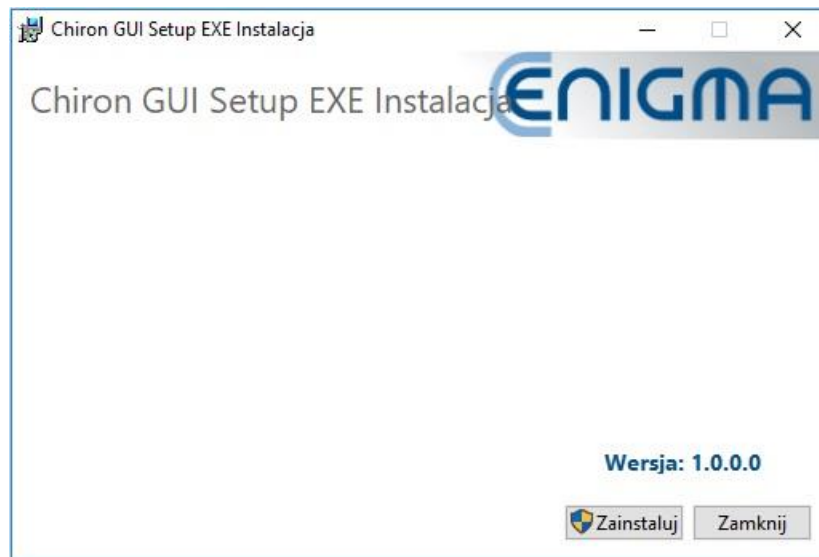 Chiron GUI Setup EXE Instalacja
Chiron GUI Setup EXE Instalacja
ENIGMA
Wersja: 1.0.0.0
Zainstaluj
Zamknij